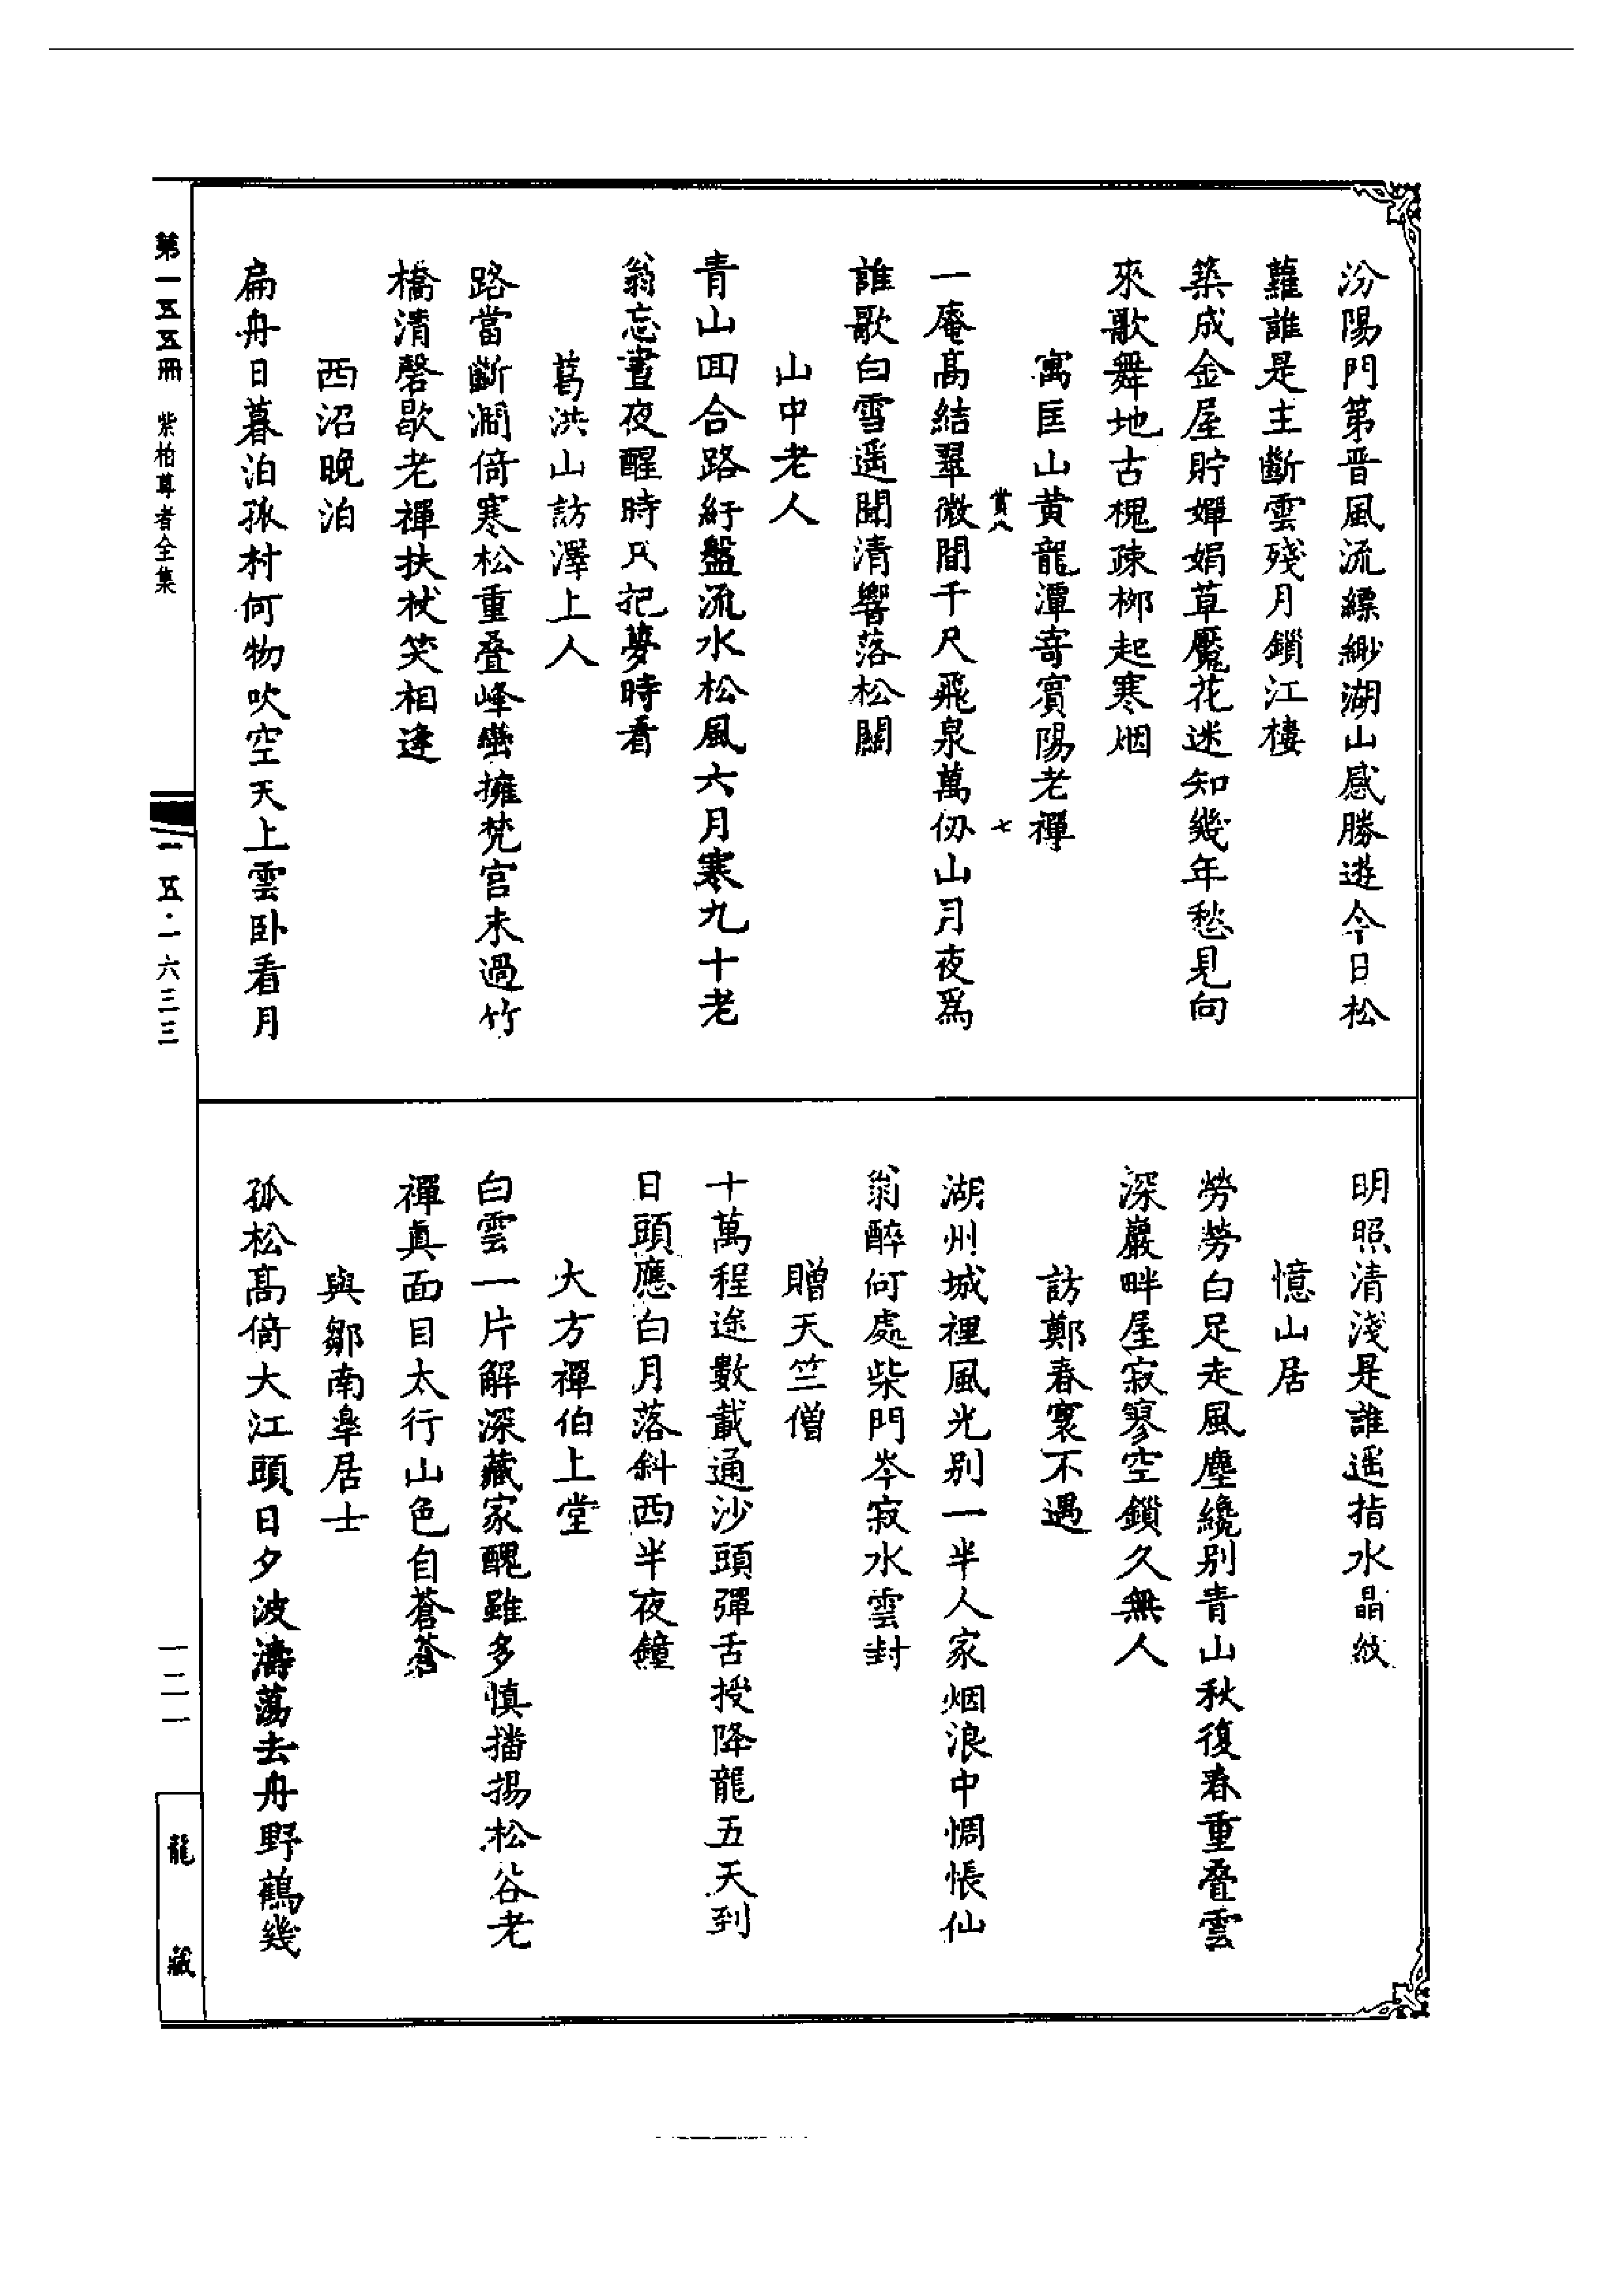 汾陽門第晋風流縹緲湖山感勝逰今日松
蘿誰是主斷雲殘月鎖江樓
築成金屋貯嬋娟草魘花迷知幾年愁見向
來歌舞地古槐疎栁起寒烟
寓匡山黄龍潭寄賓陽老禪
賞八
七
一庵髙結翠微間千尺飛泉萬仞山月夜爲
誰歌白雪遥聞清響落松關
山中老人
青山回合路紆盤流水松風六月寒九十老
翁忘晝夜醒時只把夢時看
葛洪山訪澤上人
路當斷澗倚寒松重叠峰巒擁梵宮未過竹
橋清磬歇老禪扶杖笑相逢
西沼晚泊
扁舟日暮泊孤村何物吹空天上雲卧看月
明照清淺是誰遥指水晶紋
憶山居
勞勞白足走風塵纔别青山秋復春重叠雲
深巖畔屋寂寥空鎖久無人
訪鄭春寰不遇
湖州城裡風光别一半人家烟浪中惆悵仙
翁醉何處柴門岑寂水雲封
贈天竺僧
十萬程途數載通沙頭彈舌授降龍五天到
日頭應白月落斜西半夜鐘
大方禪伯上堂
白雲一片解深藏家醜雖多慎播揚松谷老
禪真面目太行山色自蒼蒼
與鄒南臯居士
孤松髙倚大江頭日夕波濤蕩去舟野鶴幾
第一五五冊 紫柏尊者全集
一五·一六三三
一二一
龍藏